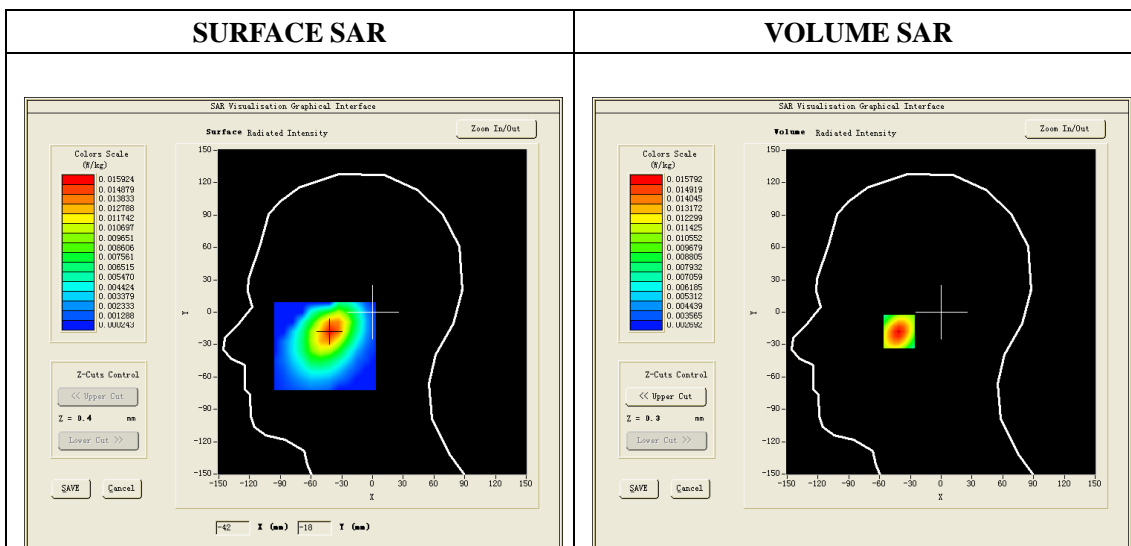 SURFACE SAR
VOLUME SAR
SAR Visualisation Graphical Interface
Surface Radiated Intensity
Zoom In/Out
Colors Scale
(W/kg)
0.015924
0.014879
0.013833
0.012788
0.011742
0.010697
0.009651
0.008606
0.007561
0.006515
0.005470
0.004424
0.003379
0.002333
0.001288
0.000243
Z-Cuts Control
<< Upper Cut
Z = 0.4 mm
Lower Cut >>
SAVE Cancel
150
120
90
60
30
0
-30
-60
-90
-120
-150
Y
-150 -120 -90 -60 -30 0 30 60 90 120 150
X
-42 X (mm) -18 Y (mm)
SAR Visualisation Graphical Interface
Volume Radiated Intensity
Zoom In/Out
Colors Scale
(W/kg)
0.015792
0.014919
0.014045
0.013172
0.012299
0.011425
0.010552
0.009679
0.008805
0.007932
0.007059
0.006185
0.005312
0.004439
0.003565
0.002692
Z-Cuts Control
<< Upper Cut
Z = 0.3 mm
Lower Cut >>
SAVE Cancel
150
120
90
60
30
0
-30
-60
-90
-120
-150
Y
-150 -120 -90 -60 -30 0 30 60 90 120 150
X